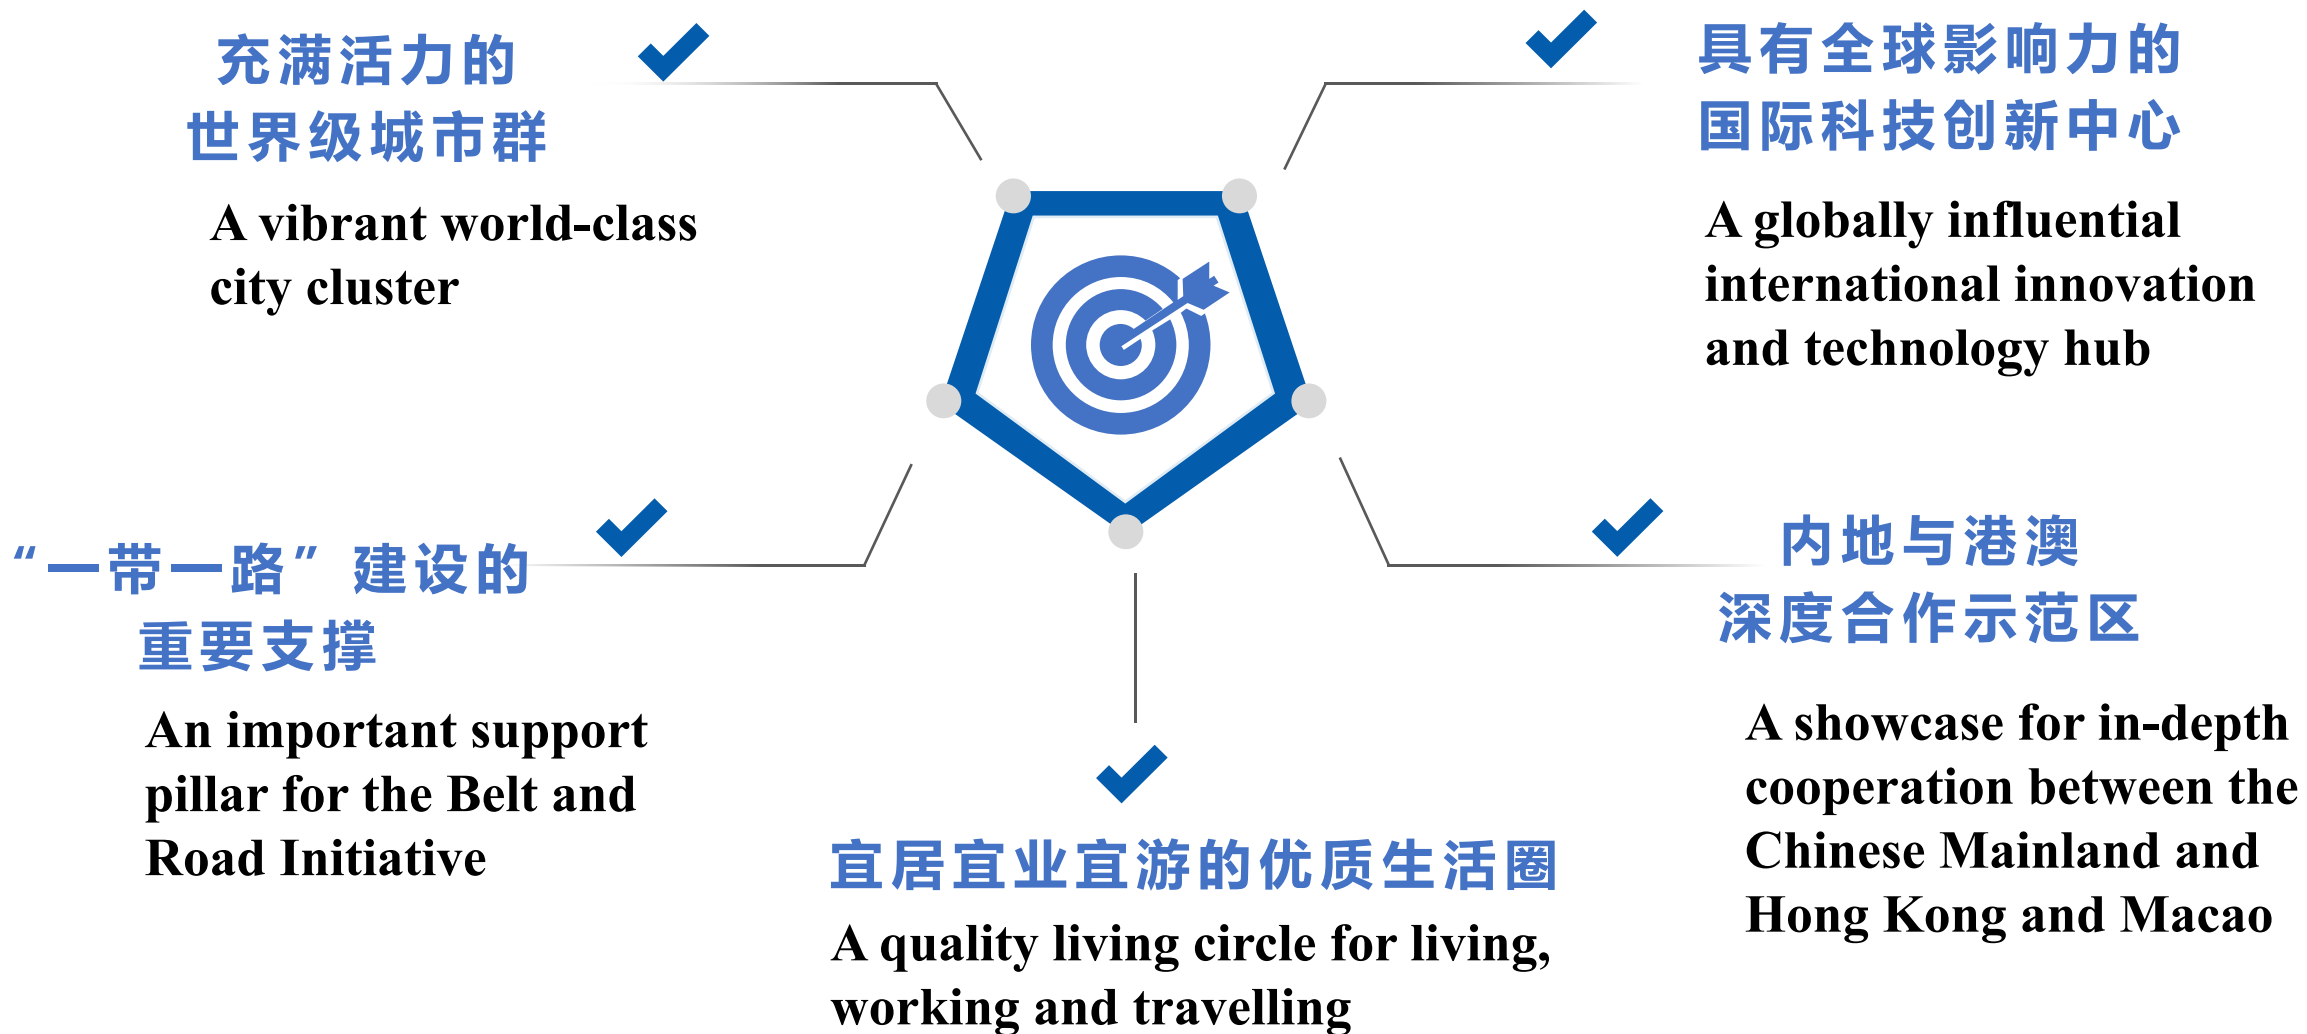 充满活力的
世界级城市群
A vibrant world-class
city cluster
具有全球影响力的
国际科技创新中心
A globally influential
international innovation
and technology hub
“一带一路”建设的
重要支撑
An important support
pillar for the Belt and
Road Initiative
宜居宜业宜游的优质生活圈
A quality living circle for living,
working and travelling
内地与港澳
深度合作示范区
A showcase for in-depth
cooperation between the
Chinese Mainland and
Hong Kong and Macao